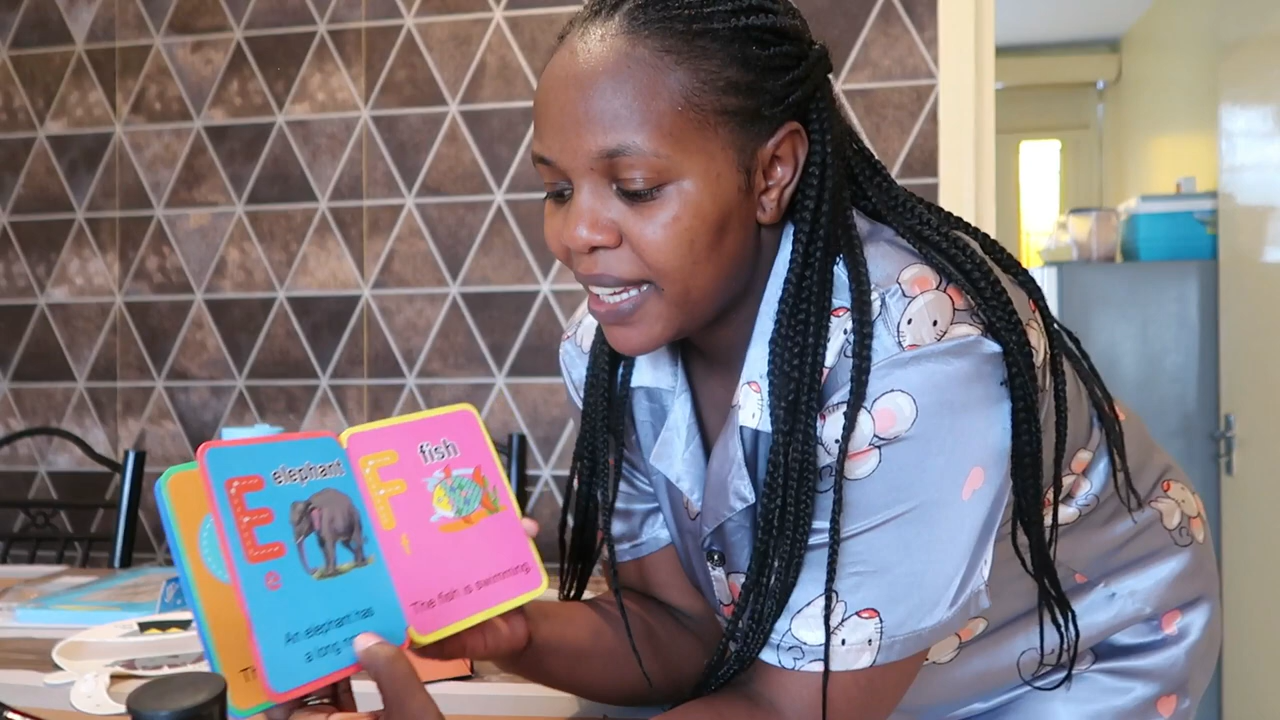 E elephant
An elephant has
a long
F fish
The fish is swimming.